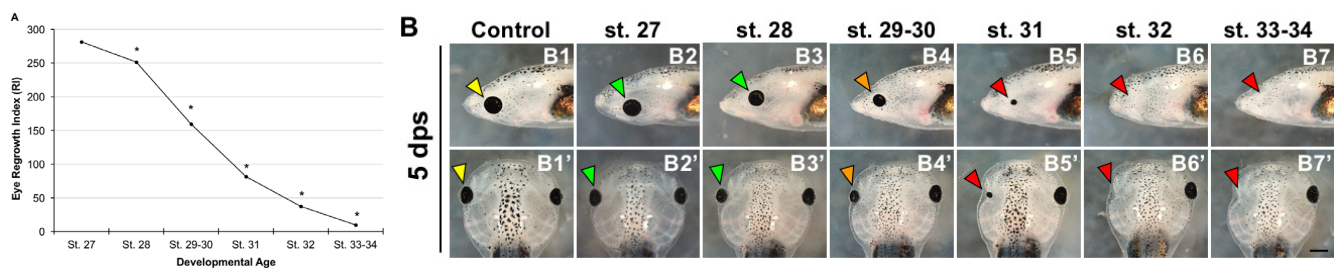 A
Eye Regrowth Index (RI)
300
250
200
150
100
50
0
*
*
*
*
*
St. 27
St. 28
St. 29-30
St. 31
St. 32
St. 33-34
Developmental Age
B
Control
st. 27
st. 28
st. 29-30
st. 31
st. 32
st. 33-34
5 dps
B1
B2
B3
B4
B5
B6
B7
B1’
B2’
B3’
B4’
B5’
B6’
B7’